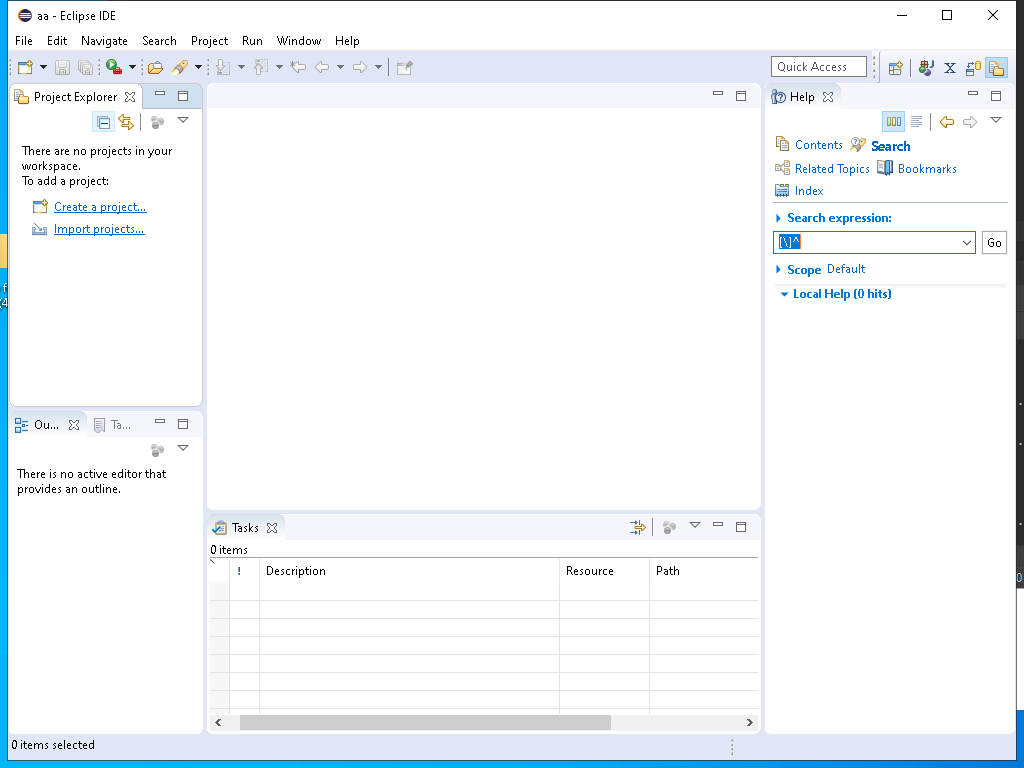 aa - Eclipse IDE
File Edit Navigate Search Project Run Window Help
Quick Access
Project Explorer
There are no projects in your
workspace.
To add a project:
Create a project...
Import projects...
Ou...
Ta...
There is no active editor that
provides an outline.
Tasks
0 items
! Description Resource Path
Help
Contents Search
Related Topics Bookmarks
Index
Search expression:
[\]^
Go
Scope Default
Local Help (0 hits)
0 items selected